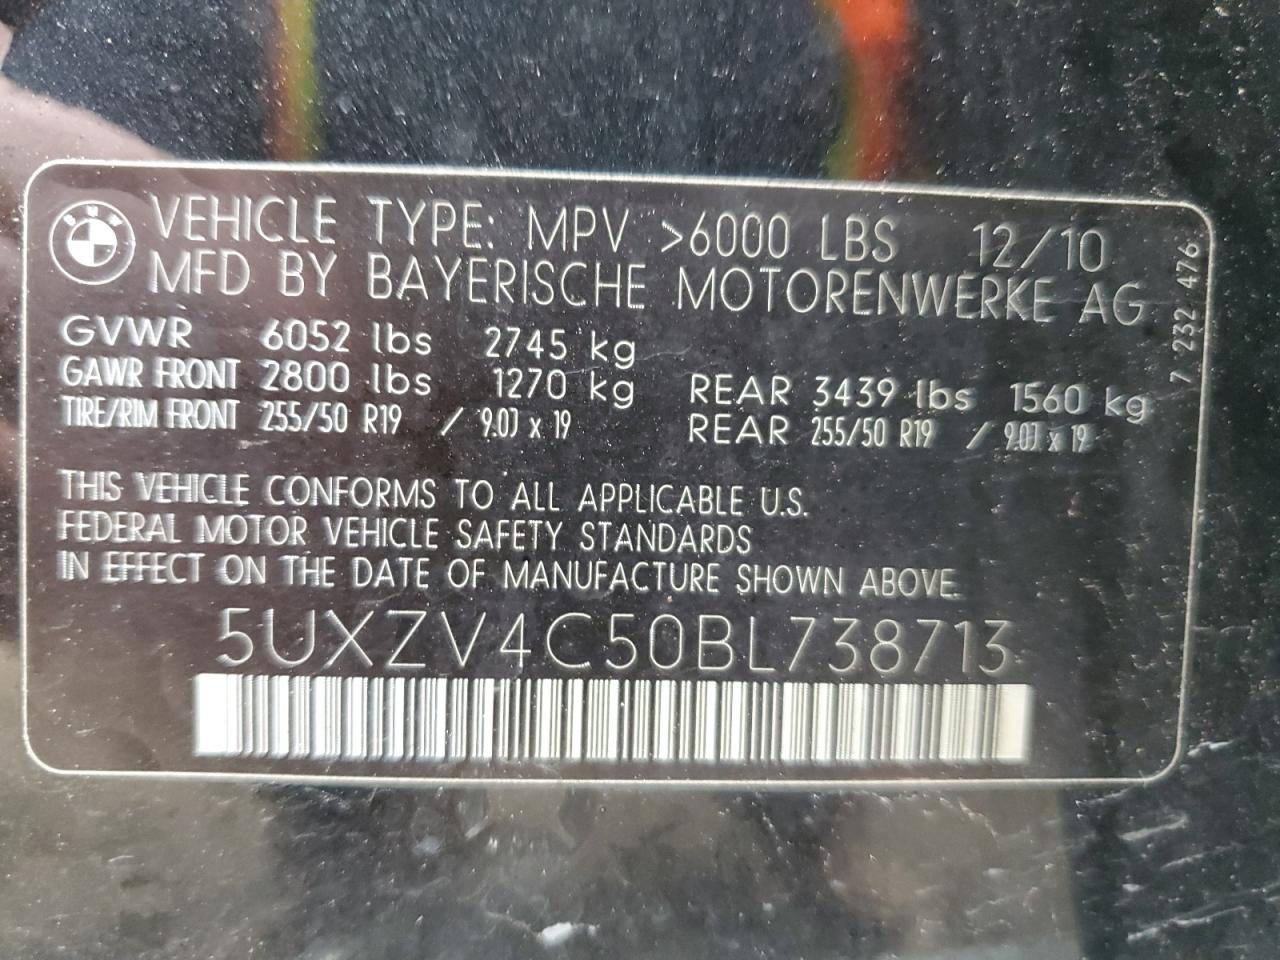 BMW
VEHICLE TYPE: MPV >6000 LBS 12/10
MFD BY BAYERISCHE MOTORENWERKE AG
GVWR 6052 lbs 2745 kg
GAWR FRONT 2800 lbs 1270 kg REAR 3439 lbs 1560 kg
TIRE/RIM FRONT 255/50 R19 / 9.0J x 19 REAR 255/50 R19 / 9.0J x 19
THIS VEHICLE CONFORMS TO ALL APPLICABLE U.S.
FEDERAL MOTOR VEHICLE SAFETY STANDARDS
IN EFFECT ON THE DATE OF MANUFACTURE SHOWN ABOVE.
5UXZV4C50BL738713
7 232 476